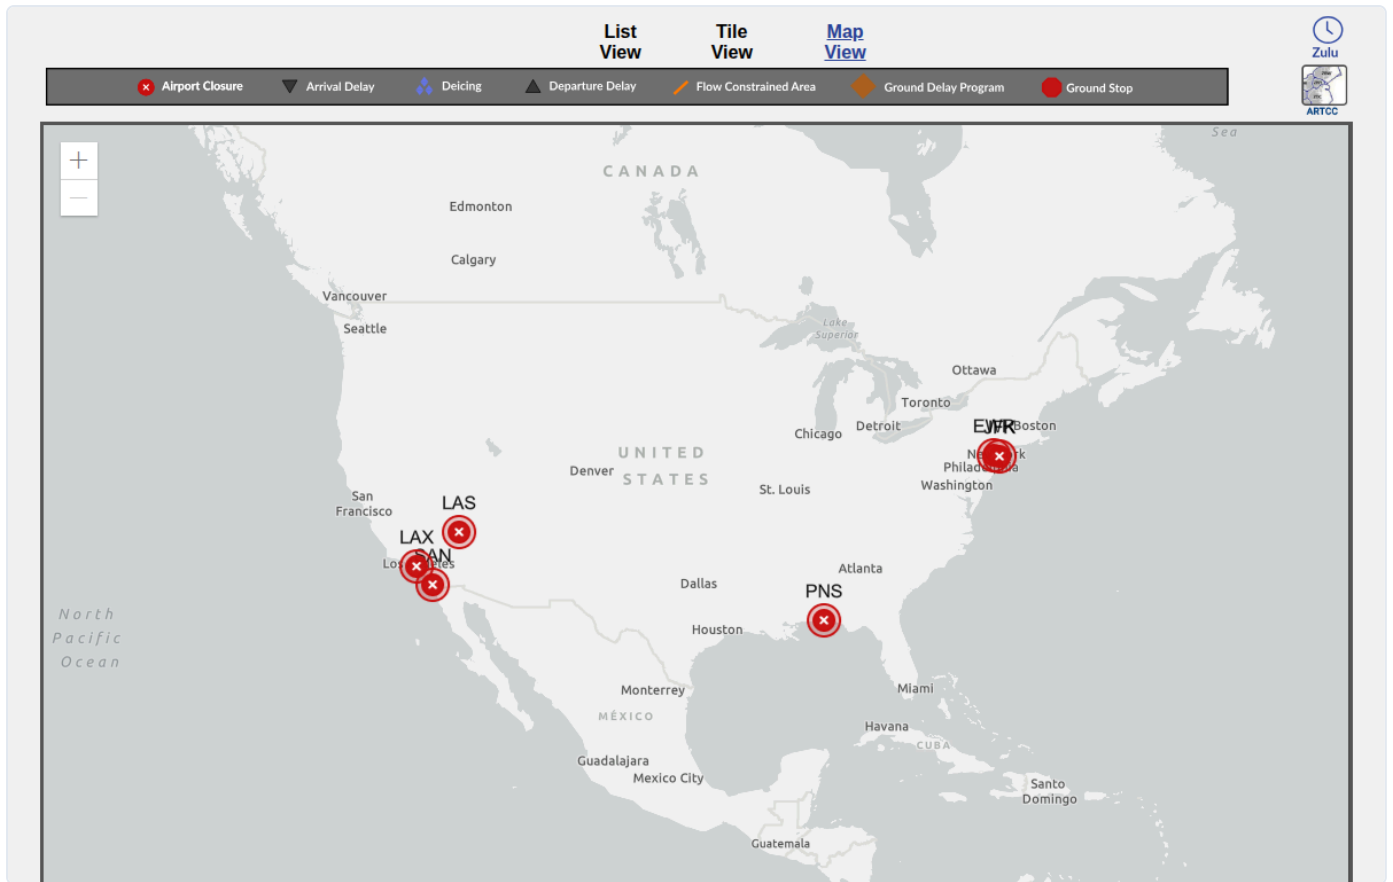 List
View
Tile
View
Map
View
Zulu
ARTCC
Airport Closure
Arrival Delay
Deicing
Departure Delay
Flow Constrained Area
Ground Delay Program
Ground Stop
+
−
Sea
CANADA
Edmonton
Calgary
Vancouver
Seattle
Lake
Superior
Ottawa
Toronto
Chicago
Detroit
EWR
JFK
Boston
UNITED
STATES
Denver
St. Louis
Washington
San
Francisco
LAS
LAX
SAN
Dallas
Atlanta
PNS
Houston
North
Pacific
Ocean
Monterrey
MÉXICO
Miami
Havana
CUBA
Guadalajara
Mexico City
Santo
Domingo
Guatemala